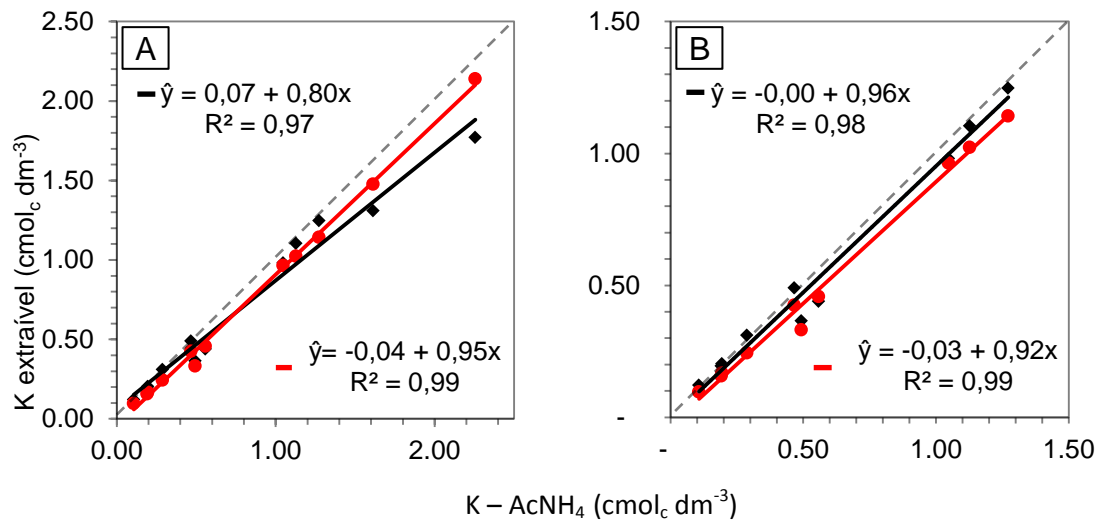 A
ŷ = 0,07 + 0,80x
R² = 0,97
ŷ= -0,04 + 0,95x
R² = 0,99
K extraível (cmol_c dm⁻³)
2.50
2.00
1.50
1.00
0.50
0.00
0.00
1.00
2.00
B
ŷ = -0,00 + 0,96x
R² = 0,98
ŷ = -0,03 + 0,92x
R² = 0,99
1.50
1.00
0.50
-
-
0.50
1.00
1.50
K – AcNH₄ (cmol_c dm⁻³)